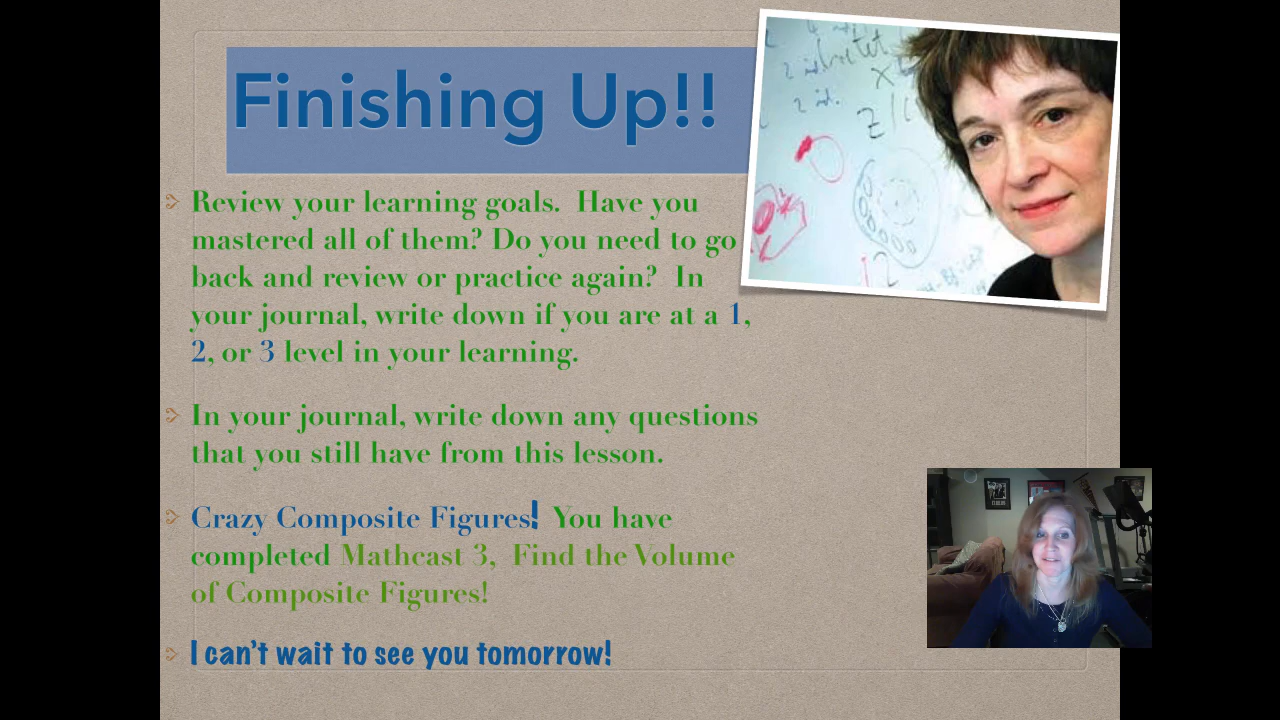 Finishing Up!!
Review your learning goals.  Have you
mastered all of them? Do you need to go
back and review or practice again?  In
your journal, write down if you are at a 1,
2, or 3 level in your learning.
In your journal, write down any questions
that you still have from this lesson.
Crazy Composite Figures!  You have
completed Mathcast 3,  Find the Volume
of Composite Figures!
I can't wait to see you tomorrow!